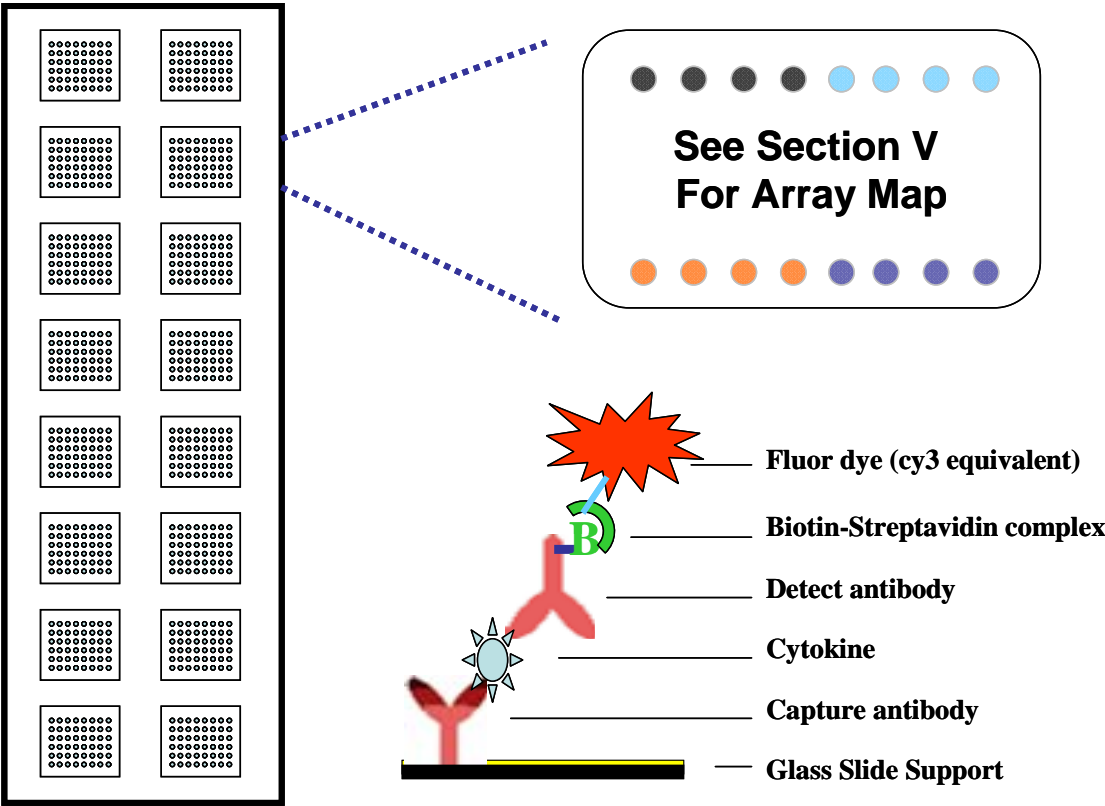 See Section V
For Array Map
Fluor dye (cy3 equivalent)
B
Biotin-Streptavidin complex
Detect antibody
Cytokine
Capture antibody
Glass Slide Support